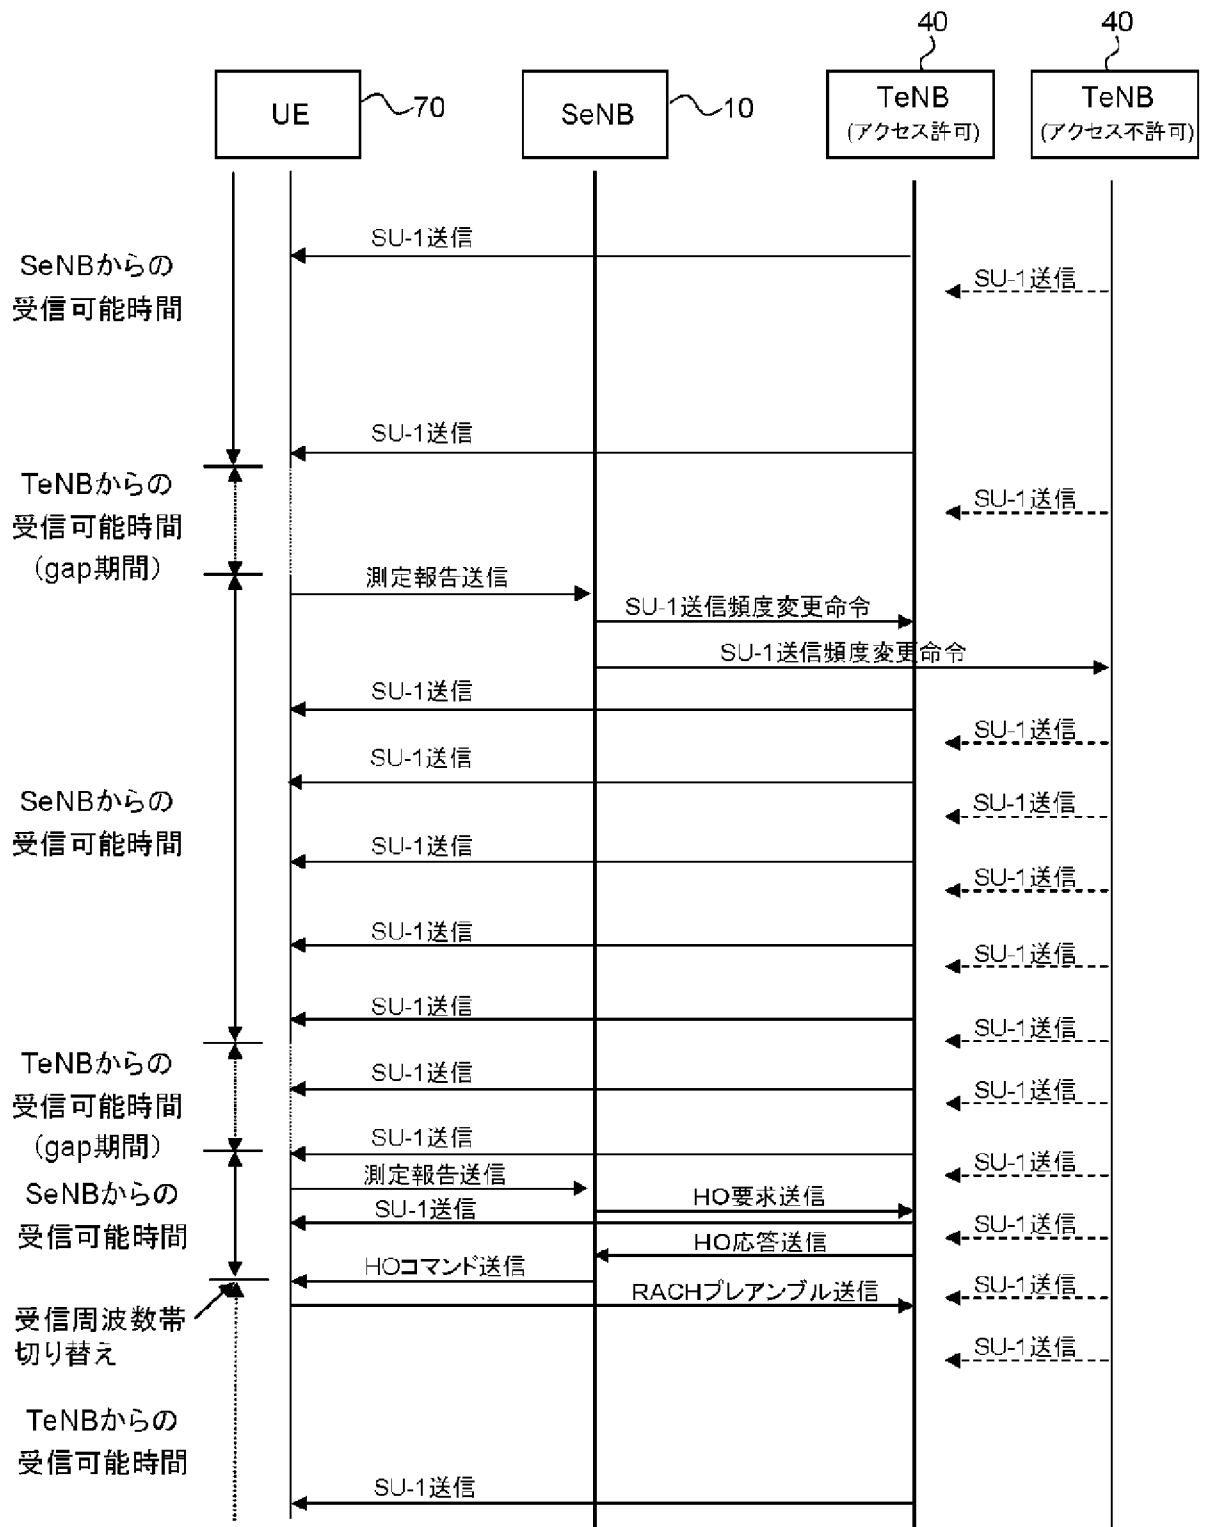 40
40
UE
70
SeNB
10
TeNB
(アクセス許可)
TeNB
(アクセス不許可)
SU-1送信
SeNBからの
受信可能時間
SU-1送信
SU-1送信
TeNBからの
受信可能時間
(gap期間)
SU-1送信
測定報告送信
SU-1送信頻度変更命令
SU-1送信頻度変更命令
SU-1送信
SU-1送信
SU-1送信
SeNBからの
受信可能時間
SU-1送信
SU-1送信
SU-1送信
SU-1送信
SU-1送信
SU-1送信
SU-1送信
TeNBからの
受信可能時間
(gap期間)
SU-1送信
SU-1送信
SU-1送信
SU-1送信
測定報告送信
SeNBからの
受信可能時間
HO要求送信
SU-1送信
SU-1送信
HO応答送信
HOコマンド送信
SU-1送信
RACHプレアンブル送信
受信周波数帯
切り替え
SU-1送信
TeNBからの
受信可能時間
SU-1送信